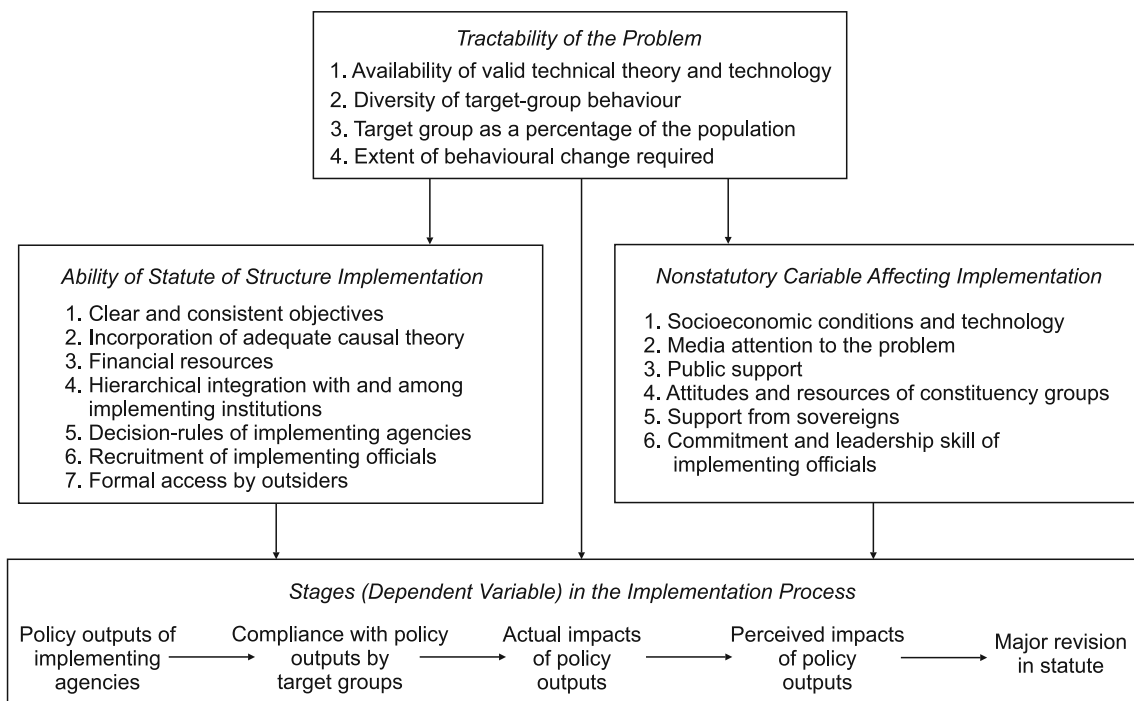 Tractability of the Problem
1. Availability of valid technical theory and technology
2. Diversity of target-group behaviour
3. Target group as a percentage of the population
4. Extent of behavioural change required
Ability of Statute of Structure Implementation
1. Clear and consistent objectives
2. Incorporation of adequate causal theory
3. Financial resources
4. Hierarchical integration with and among
implementing institutions
5. Decision-rules of implementing agencies
6. Recruitment of implementing officials
7. Formal access by outsiders
Nonstatutory Cariable Affecting Implementation
1. Socioeconomic conditions and technology
2. Media attention to the problem
3. Public support
4. Attitudes and resources of constituency groups
5. Support from sovereigns
6. Commitment and leadership skill of
implementing officials
Stages (Dependent Variable) in the Implementation Process
Policy outputs of
implementing
agencies
Compliance with policy
outputs by
target groups
Actual impacts
of policy
outputs
Perceived impacts
of policy
outputs
Major revision
in statute